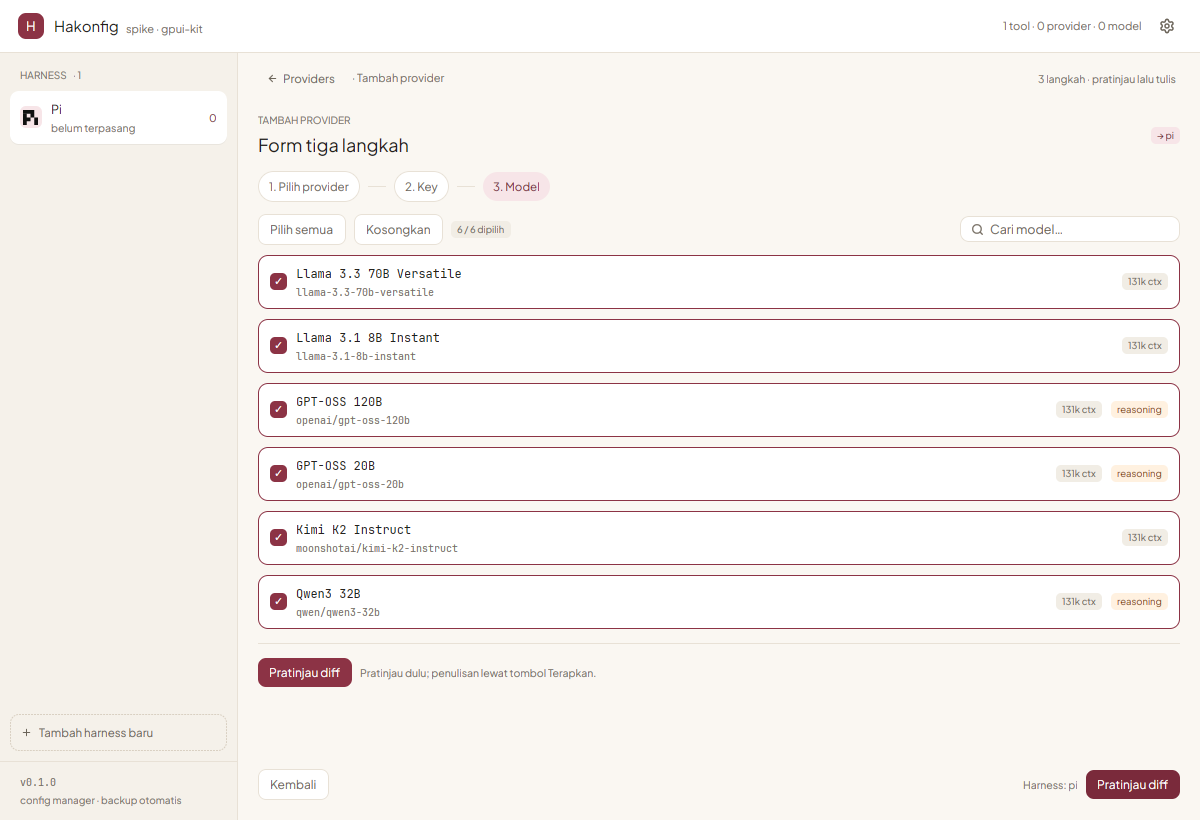 H Hakonfig spike · gpui-kit
1 tool · 0 provider · 0 model
HARNESS · 1
Pi
belum terpasang
0
+ Tambah harness baru
v0.1.0
config manager · backup otomatis
← Providers · Tambah provider
3 langkah · pratinjau lalu tulis
TAMBAH PROVIDER
Form tiga langkah
→ pi
1. Pilih provider
2. Key
3. Model
Pilih semua
Kosongkan
6 / 6 dipilih
Cari model…
✓ Llama 3.3 70B Versatile
llama-3.3-70b-versatile
131k ctx
✓ Llama 3.1 8B Instant
llama-3.1-8b-instant
131k ctx
✓ GPT-OSS 120B
openai/gpt-oss-120b
131k ctx reasoning
✓ GPT-OSS 20B
openai/gpt-oss-20b
131k ctx reasoning
✓ Kimi K2 Instruct
moonshotai/kimi-k2-instruct
131k ctx
✓ Qwen3 32B
qwen/qwen3-32b
131k ctx reasoning
Pratinjau diff
Pratinjau dulu; penulisan lewat tombol Terapkan.
Kembali
Harness: pi
Pratinjau diff